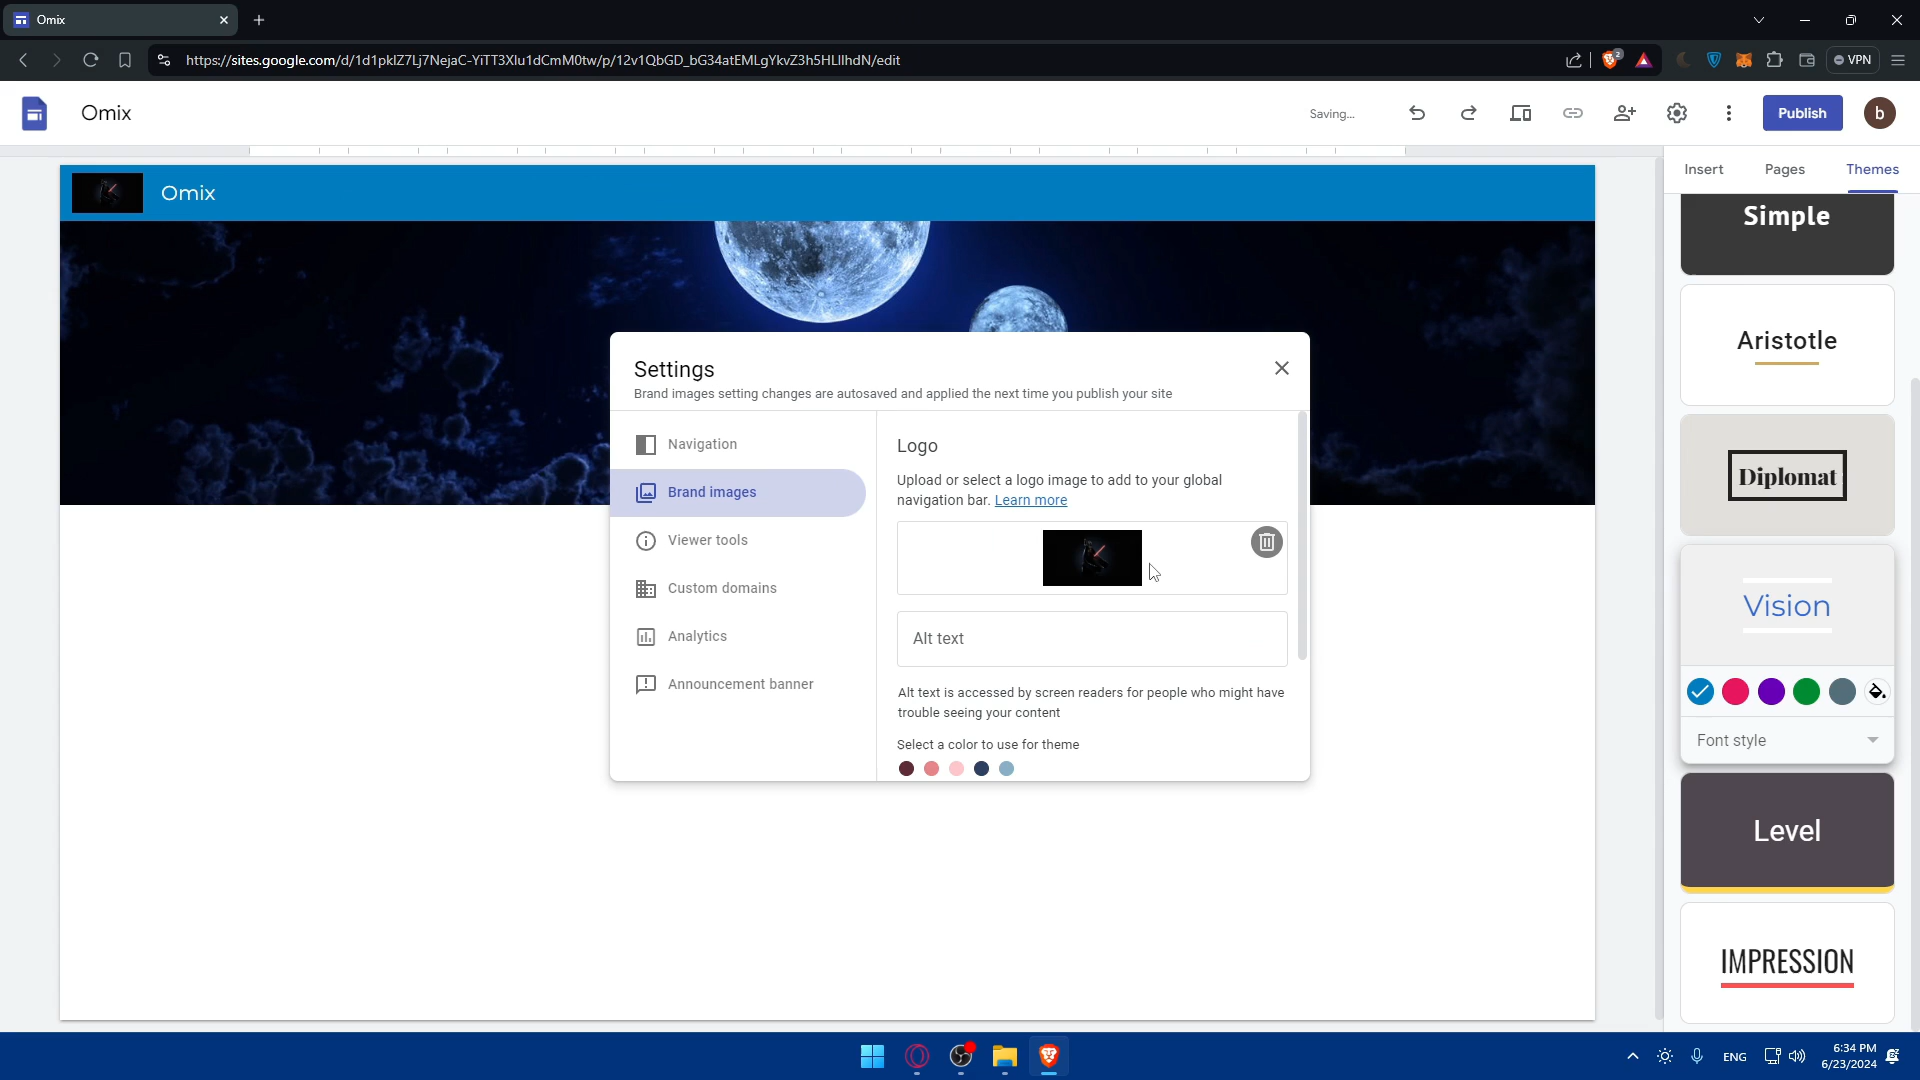 Omix
https://sites.google.com/d/1d1pklZ7Lj7NejaC-YiTT3Xlu1dCmM0tw/p/12v1QbGD_bG34atEMLgYkvZ3h5HLIlhdN/edit
2
VPN
Omix
Saving...
Publish
b
Insert
Pages
Themes
Omix
Simple
Aristotle
Diplomat
Vision
Font style
Level
IMPRESSION
Settings
Brand images setting changes are autosaved and applied the next time you publish your site
Navigation
Brand images
Viewer tools
Custom domains
Analytics
Announcement banner
Logo
Upload or select a logo image to add to your global
navigation bar. Learn more
Alt text
Alt text is accessed by screen readers for people who might have
trouble seeing your content
Select a color to use for theme
ENG
6:34 PM
6/23/2024